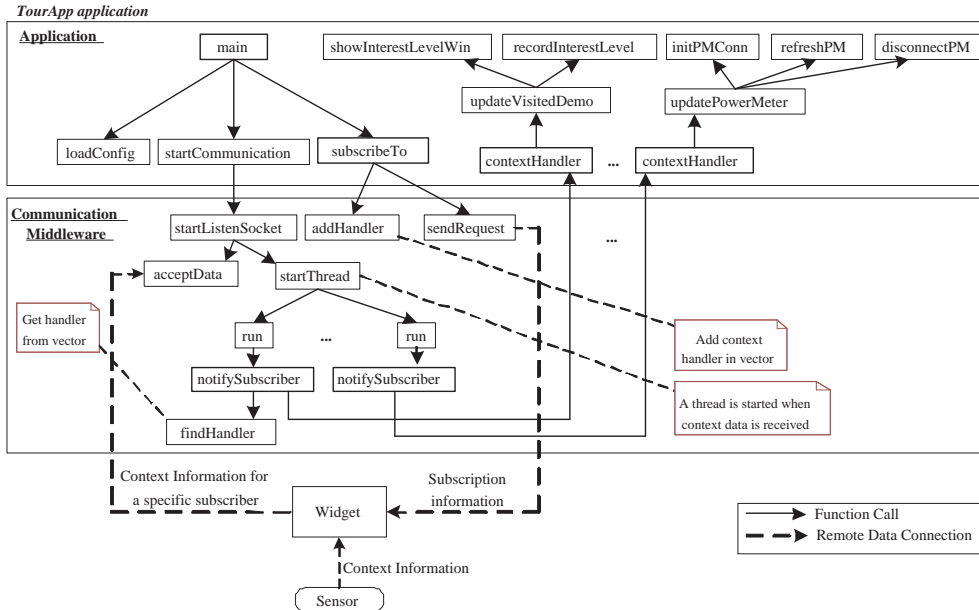 TourApp application
Application
main
showInterestLevelWin
recordInterestLevel
initPMConn
refreshPM
disconnectPM
updateVisitedDemo
updatePowerMeter
loadConfig
startCommunication
subscribeTo
contextHandler
...
contextHandler
Communication
Middleware
startListenSocket
addHandler
sendRequest
...
acceptData
startThread
Get handler
from vector
run
...
run
Add context
handler in vector
notifySubscriber
notifySubscriber
A thread is started when
context data is received
findHandler
Context Information for
a specific subscriber
Subscription
information
Widget
Function Call
Remote Data Connection
Context Information
Sensor